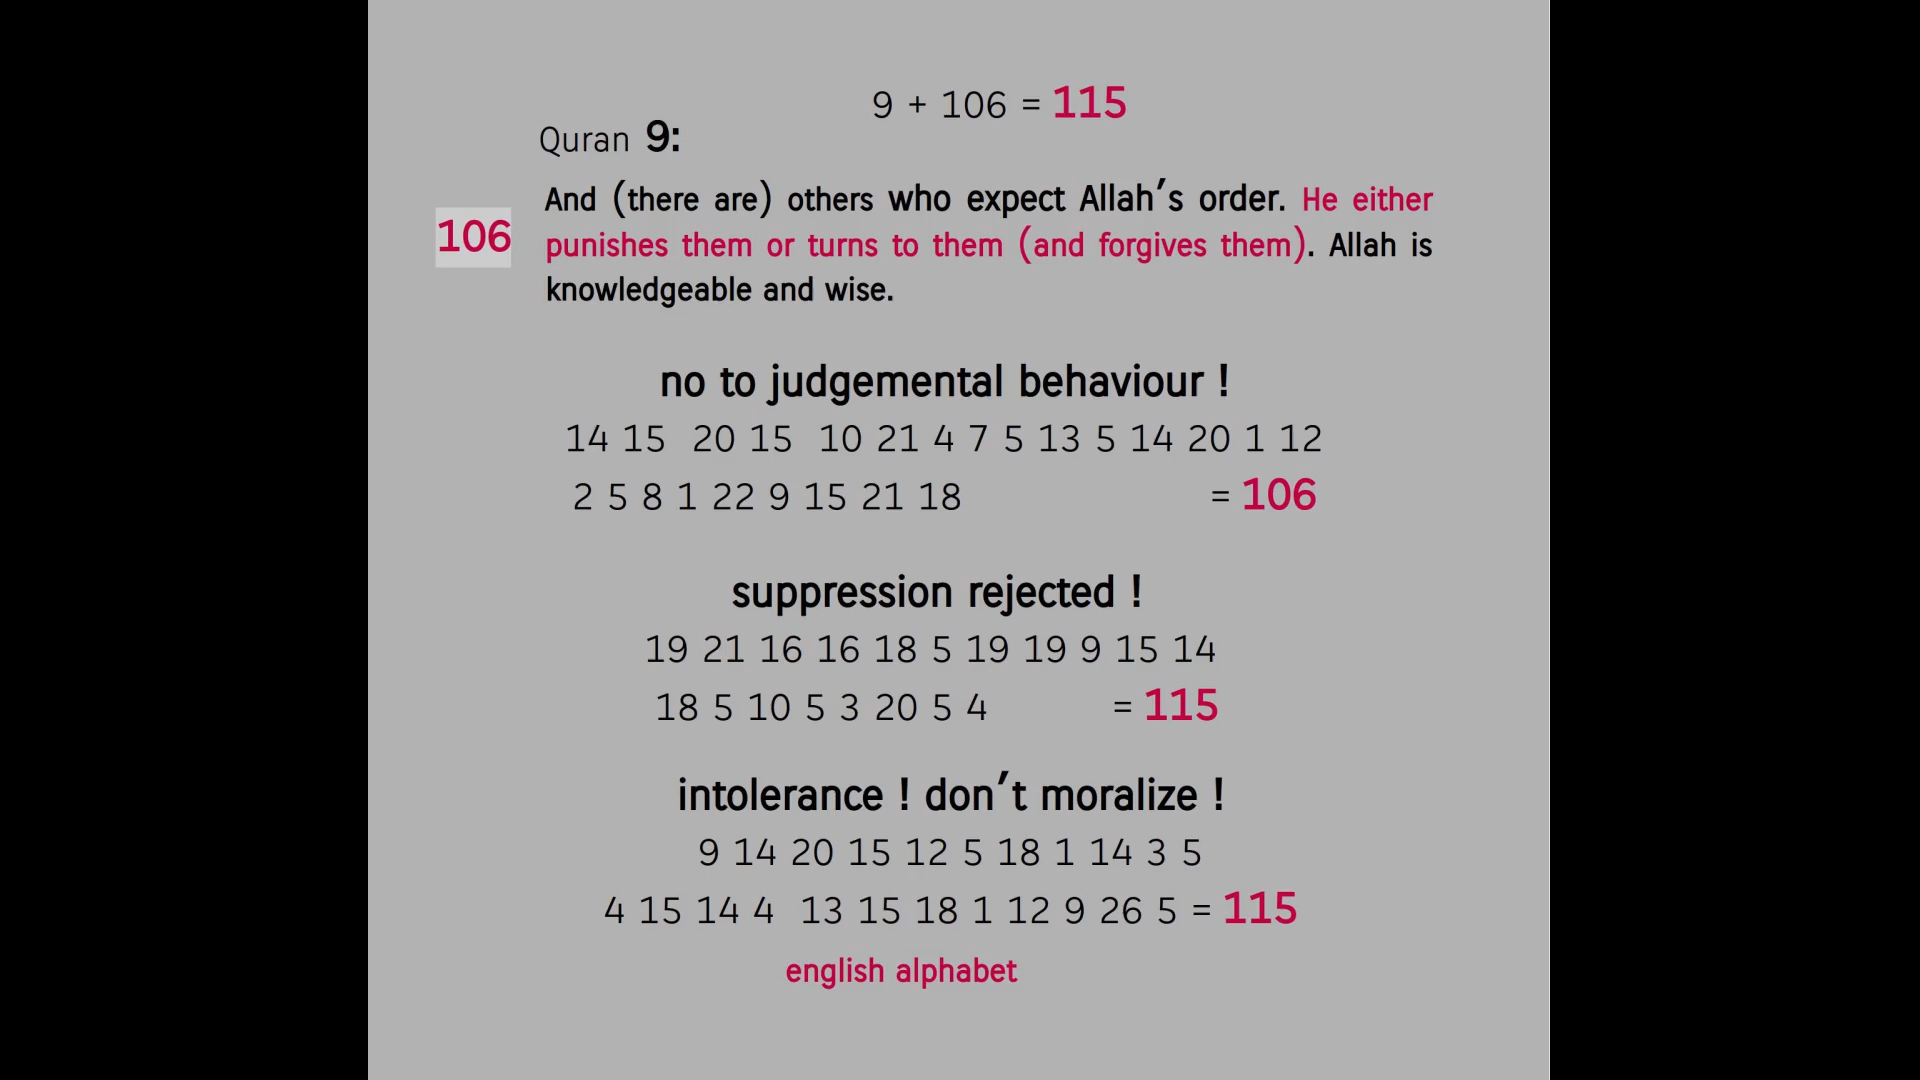 9 + 106 = 115
Quran 9:
And (there are) others who expect Allah's order. He either
106 punishes them or turns to them (and forgives them). Allah is
knowledgeable and wise.
no to judgemental behaviour !
14 15 20 15 10 21 4 7 5 13 5 14 20 1 12
2 5 8 1 22 9 15 21 18 = 106
suppression rejected !
19 21 16 16 18 5 19 19 9 15 14
18 5 10 5 3 20 5 4 = 115
intolerance ! don't moralize !
9 14 20 15 12 5 18 1 14 3 5
4 15 14 4 13 15 18 1 12 9 26 5 = 115
english alphabet